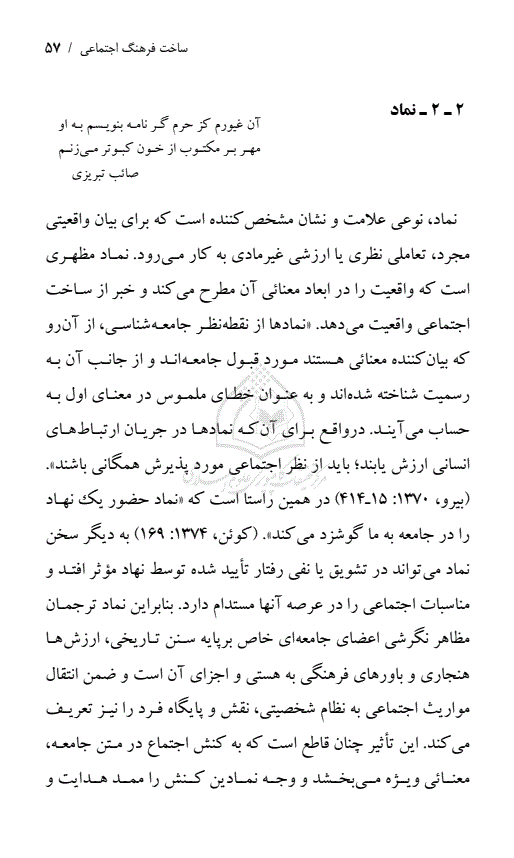 ساخت فرهنگ اجتماعی / ۵۷
۲ ـ ۲ ـ نماد
آن غیورم کز حرم گر نامه بنویسم به او
مهر بر مکتوب از خون کبوتر می‌زنم
صائب تبریزی
نماد، نوعی علامت و نشان مشخص‌کننده است که برای بیان واقعیتی
مجرد، تعاملی نظری یا ارزشی غیرمادی به کار می‌رود. نماد مظهری
است که واقعیت را در ابعاد معنائی آن مطرح می‌کند و خبر از ساخت
اجتماعی واقعیت می‌دهد. «نمادها از نقطه‌نظر جامعه‌شناسی، از آن‌رو
که بیان‌کننده معنائی هستند مورد قبول جامعه‌اند و از جانب آن به
رسمیت شناخته شده‌اند و به عنوان خطای ملموس در معنای اول به
حساب می‌آیند. درواقع برای آن‌که نمادها در جریان ارتباط‌های
انسانی ارزش یابند؛ باید از نظر اجتماعی مورد پذیرش همگانی باشند».
(بیرو، ۱۳۷۰: ۱۵ـ۴۱۴) در همین راستا است که «نماد حضور یك نهاد
را در جامعه به ما گوشزد می‌کند». (کوئن، ۱۳۷۴: ۱۶۹) به دیگر سخن
نماد می‌تواند در تشویق یا نفی رفتار تأیید شده توسط نهاد مؤثر افتد و
مناسبات اجتماعی را در عرصه آنها مستدام دارد. بنابراین نماد ترجمان
مظاهر نگرشی اعضای جامعه‌ای خاص برپایه سنن تاریخی، ارزش‌ها
هنجاری و باورهای فرهنگی به هستی و اجزای آن است و ضمن انتقال
مواریث اجتماعی به نظام شخصیتی، نقش و پایگاه فرد را نیز تعریف
می‌کند. این تأثیر چنان قاطع است که به کنش اجتماع در متن جامعه،
معنائی ویژه می‌بخشد و وجه نمادین کنش را ممد هدایت و